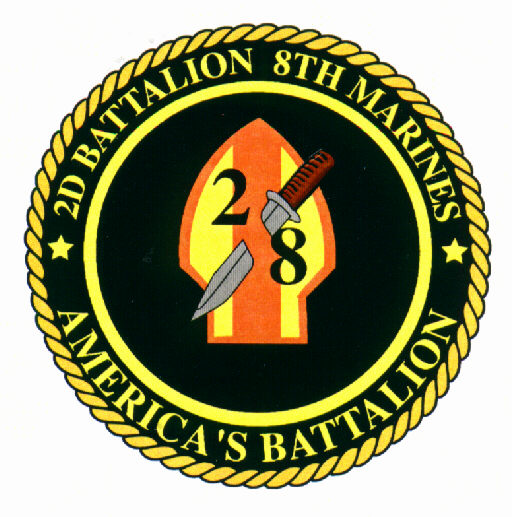 2D BATTALION 8TH MARINES
2
8
AMERICA'S BATTALION